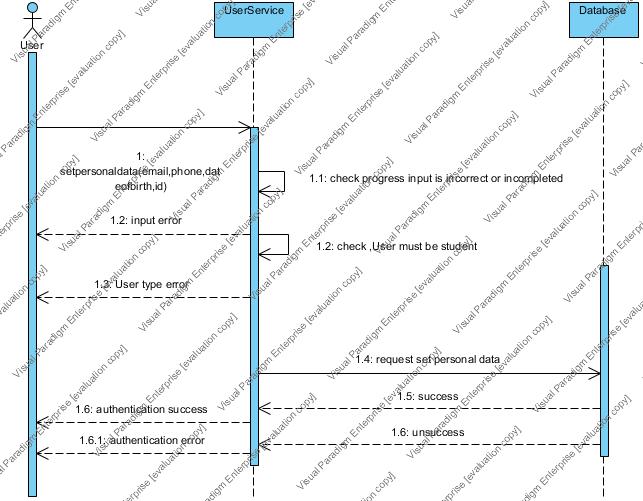 UserService
Database
User
1:
setpersonaldata(email,phone,dat
eofbirth,id)
1.1: check progress input is incorrect or incompleted
1.2: input error
1.2: check ,User must be student
1.3: User type error
1.4: request set personal data
1.5: success
1.6: authentication success
1.6: unsuccess
1.6.1: authentication error
Visual Paradigm Enterprise [evaluation copy]